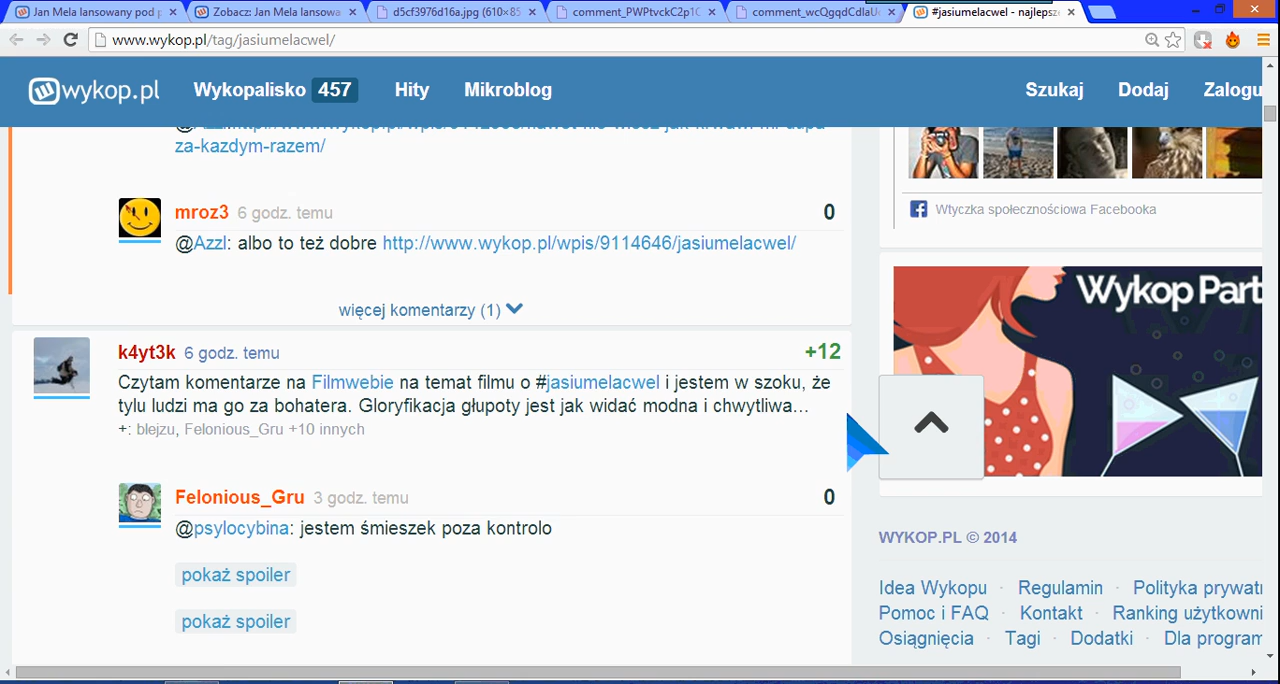 Jan Mela lansowany pod p
Zobacz: Jan Mela lansowa
d5cf3976d16a.jpg (610×85
comment_PWPtvckC2p1C
comment_wcQgqdCdlaU
#jasiumelacwel - najlepsze
www.wykop.pl/tag/jasiumelacwel/
wykop.pl
Wykopalisko 457
Hity
Mikroblog
Szukaj
Dodaj
Zalogu
za-kazdym-razem/
mroz3 6 godz. temu
0
@Azzl: albo to też dobre http://www.wykop.pl/wpis/9114646/jasiumelacwel/
więcej komentarzy (1)
k4yt3k 6 godz. temu
+12
Czytam komentarze na Filmwebie na temat filmu o #jasiumelacwel i jestem w szoku, że
tylu ludzi ma go za bohatera. Gloryfikacja głupoty jest jak widać modna i chwytliwa...
+: blejzu, Felonious_Gru +10 innych
Felonious_Gru 3 godz. temu
0
@psylocybina: jestem śmieszek poza kontrolo
pokaż spoiler
pokaż spoiler
Wtyczka społecznościowa Facebooka
Wykop Part
WYKOP.PL © 2014
Idea Wykopu · Regulamin · Polityka prywatn
Pomoc i FAQ · Kontakt · Ranking użytkowni
Osiągnięcia · Tagi · Dodatki · Dla program